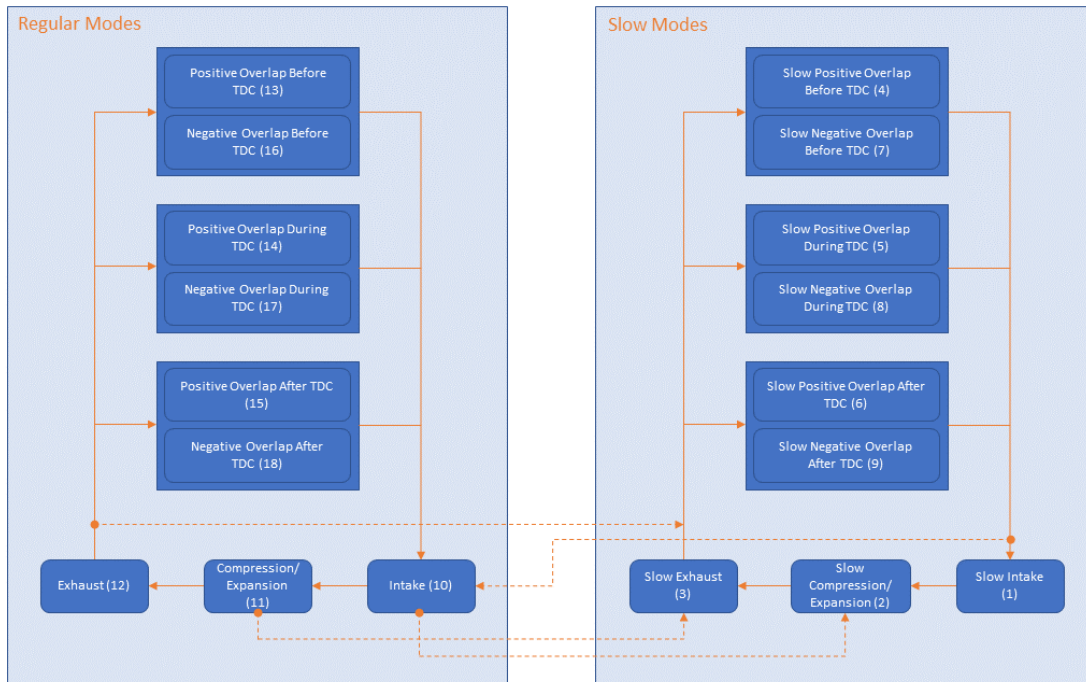 Regular Modes
Positive Overlap Before
TDC (13)
Negative Overlap Before
TDC (16)
Positive Overlap During
TDC (14)
Negative Overlap During
TDC (17)
Positive Overlap After TDC
(15)
Negative Overlap After
TDC (18)
Exhaust (12)
Compression/
Expansion
(11)
Intake (10)
Slow Modes
Slow Positive Overlap
Before TDC (4)
Slow Negative Overlap
Before TDC (7)
Slow Positive Overlap
During TDC (5)
Slow Negative Overlap
During TDC (8)
Slow Positive Overlap After
TDC (6)
Slow Negative Overlap
After TDC (9)
Slow Exhaust
(3)
Slow
Compression/
Expansion (2)
Slow Intake
(1)